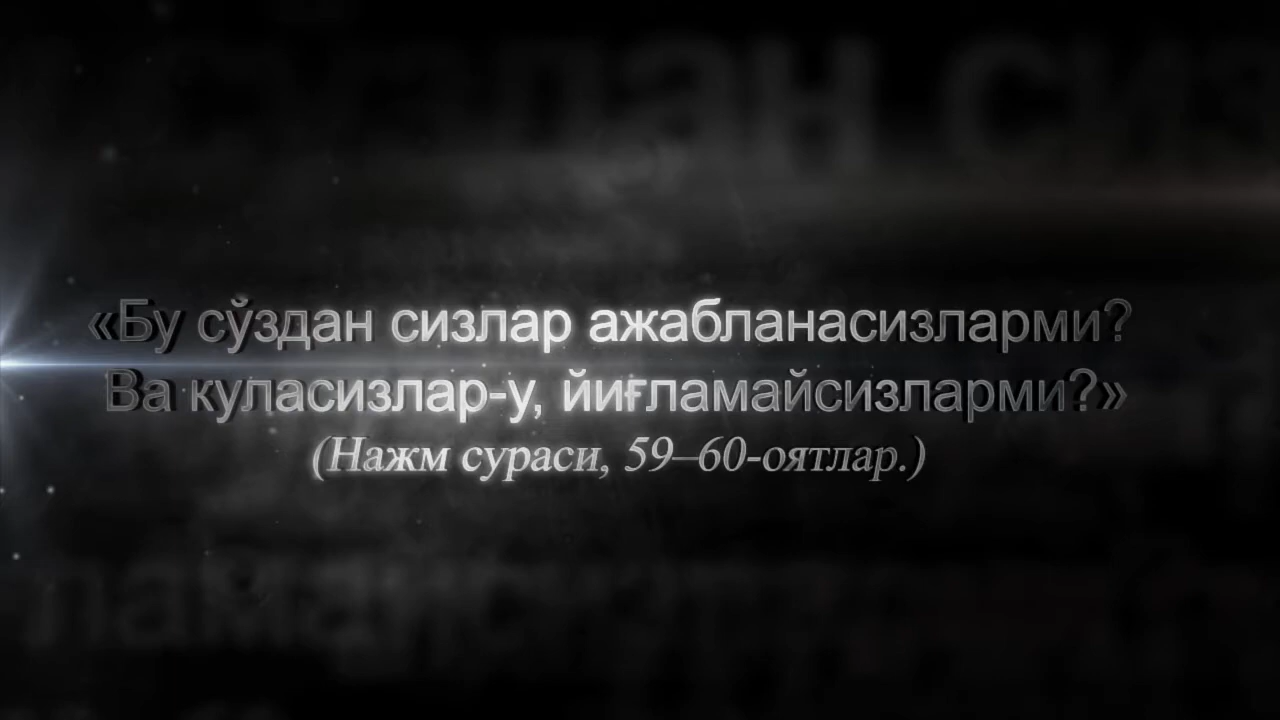 «Бу сўздан сизлар ажабланасизларми?
Ва куласизлар-у, йиғламайсизларми?»
(Нажм сураси, 59–60-оятлар.)